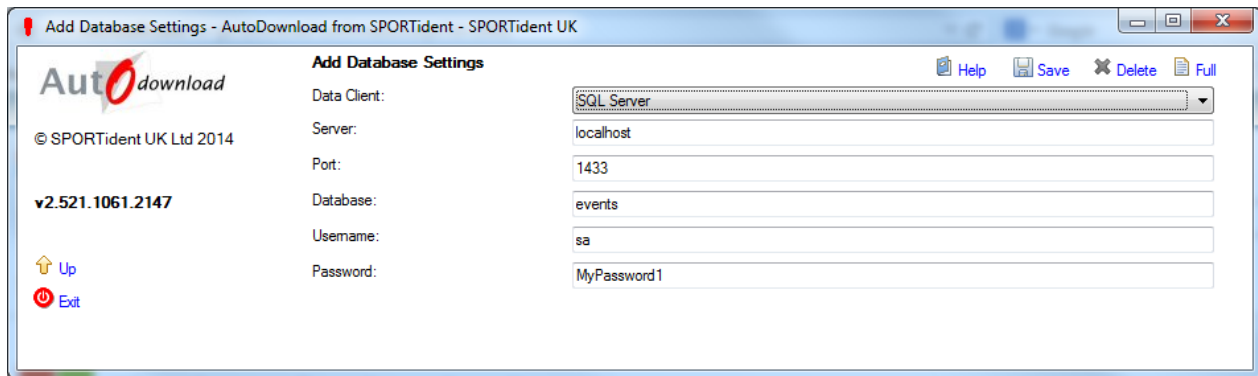 Add Database Settings - AutoDownload from SPORTident - SPORTident UK
AutOdownload
Add Database Settings
Help Save Delete Full
Data Client: SQL Server
© SPORTident UK Ltd 2014
Server: localhost
Port: 1433
v2.521.1061.2147
Database: events
Username: sa
Up
Password: MyPassword1
Exit